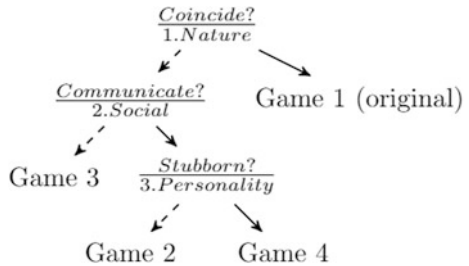 Coincide?
1.Nature
Communicate?
2.Social
Game 1 (original)
Game 3
Stubborn?
3.Personality
Game 2
Game 4